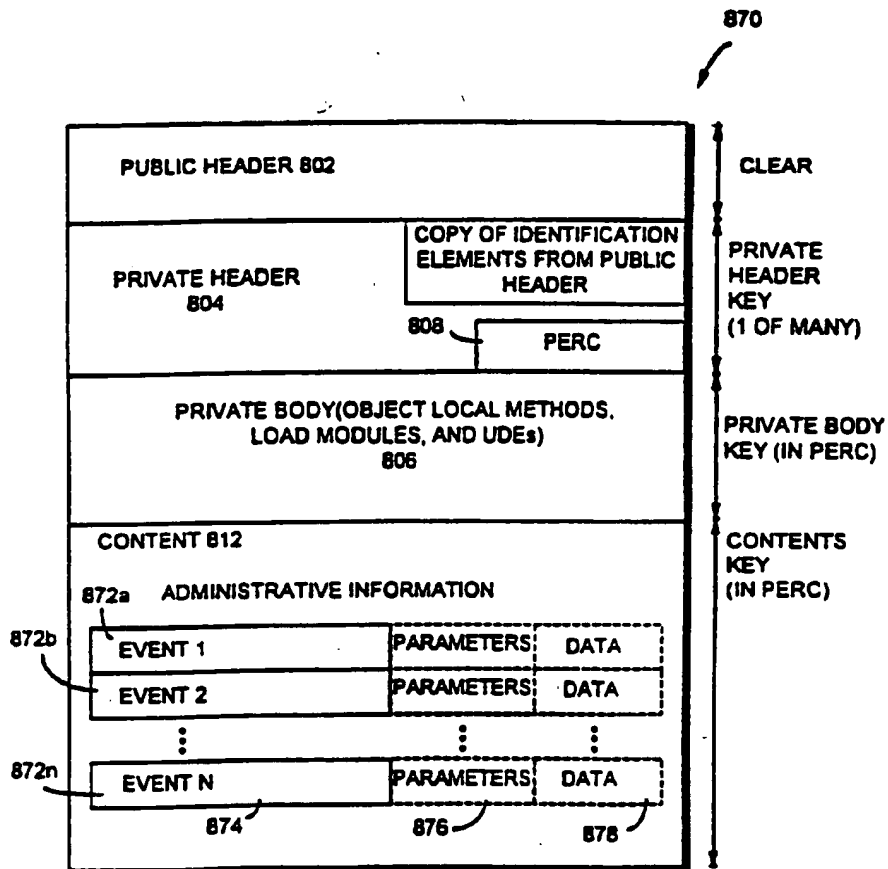 870
PUBLIC HEADER 802
CLEAR
COPY OF IDENTIFICATION
ELEMENTS FROM PUBLIC
HEADER
PRIVATE HEADER
804
808
PERC
PRIVATE
HEADER
KEY
(1 OF MANY)
PRIVATE BODY(OBJECT LOCAL METHODS,
LOAD MODULES, AND UDEs)
806
PRIVATE BODY
KEY (IN PERC)
CONTENT 812
CONTENTS
KEY
(IN PERC)
ADMINISTRATIVE INFORMATION
872a
EVENT 1 PARAMETERS DATA
872b
EVENT 2 PARAMETERS DATA
872n
EVENT N PARAMETERS DATA
874 876 878